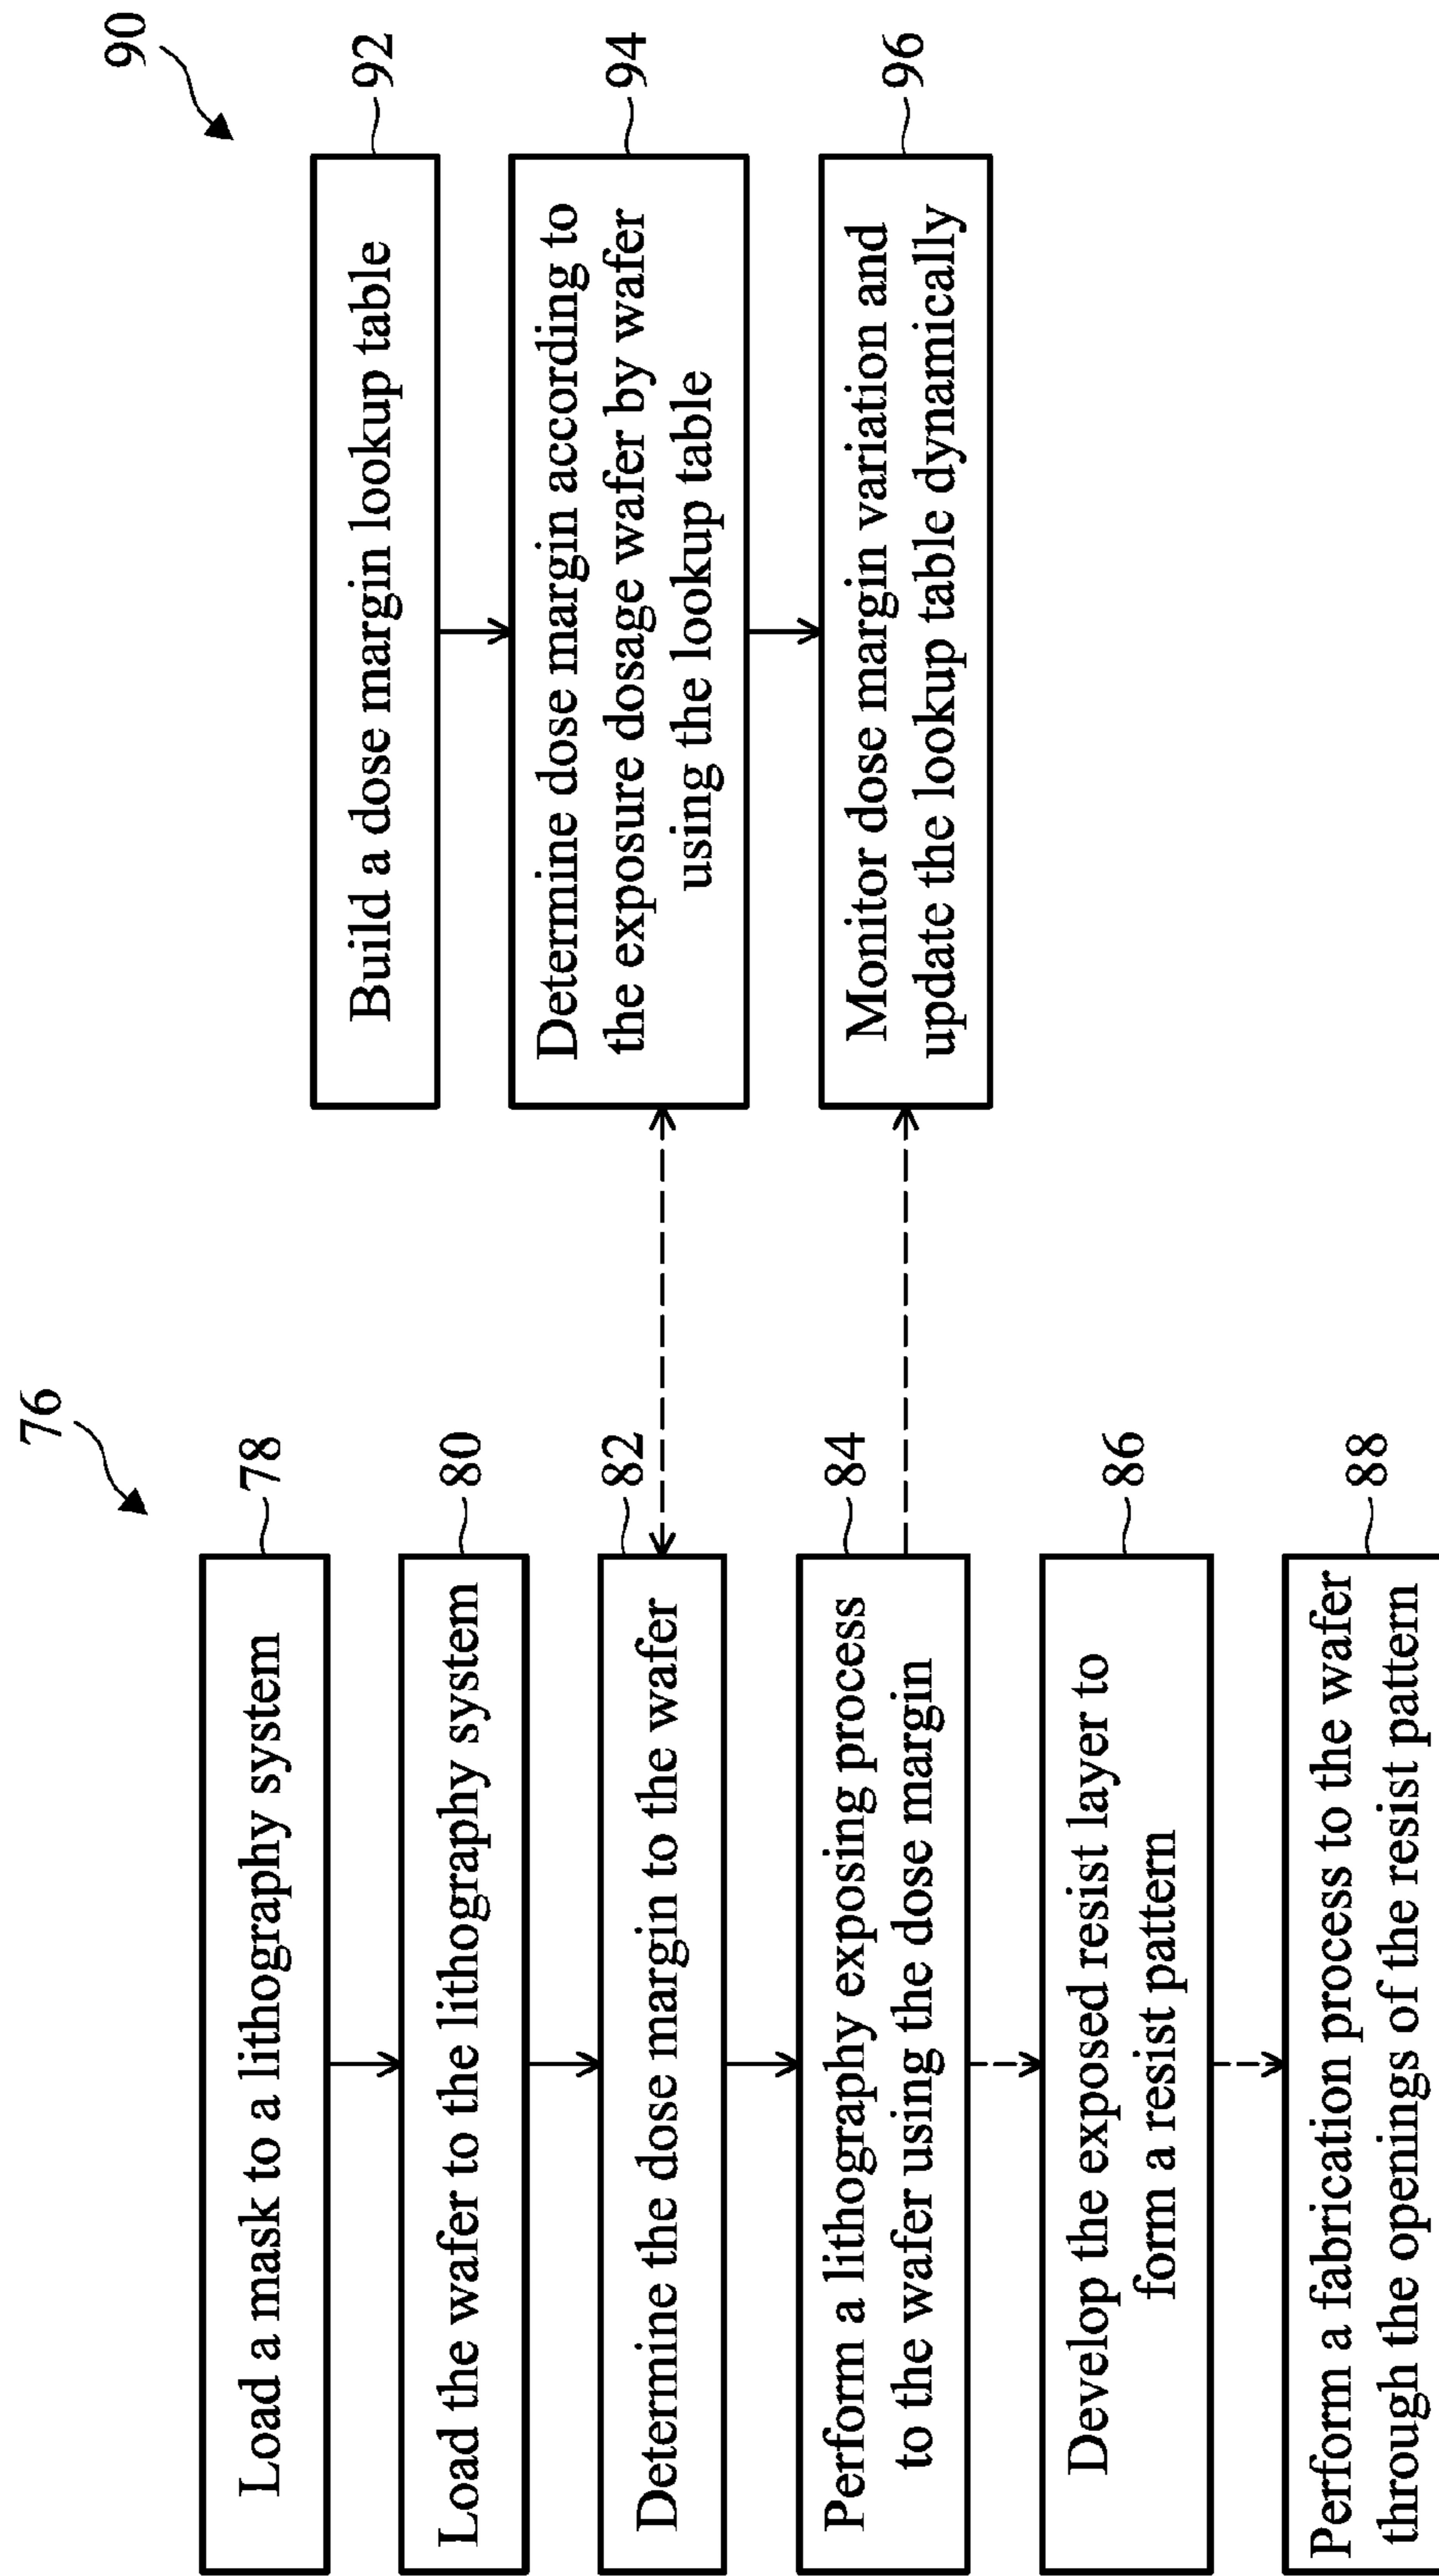 76
Load a mask to a lithography system
78
Load the wafer to the lithography system
80
Determine the dose margin to the wafer
82
Perform a lithography exposing process
to the wafer using the dose margin
84
Develop the exposed resist layer to
form a resist pattern
86
Perform a fabrication process to the wafer
through the openings of the resist pattern
88
90
Build a dose margin lookup table
92
Determine dose margin according to
the exposure dosage wafer by wafer
using the lookup table
94
Monitor dose margin variation and
update the lookup table dynamically
96